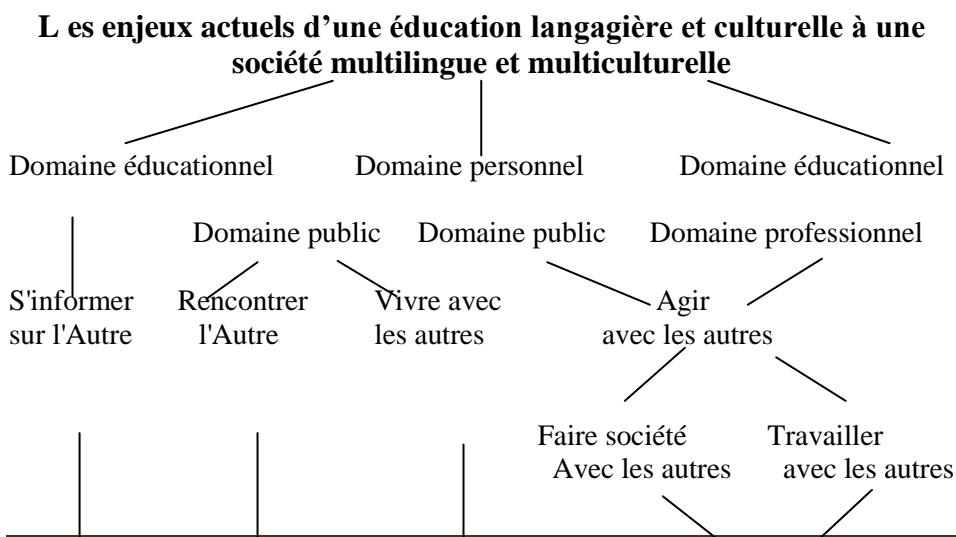 L es enjeux actuels d’une éducation langagière et culturelle à une
société multilingue et multiculturelle
Domaine éducationnel Domaine personnel Domaine éducationnel
Domaine public Domaine public Domaine professionnel
S'informer Rencontrer Vivre avec Agir
sur l'Autre l'Autre les autres avec les autres
Faire société Travailler
Avec les autres avec les autres